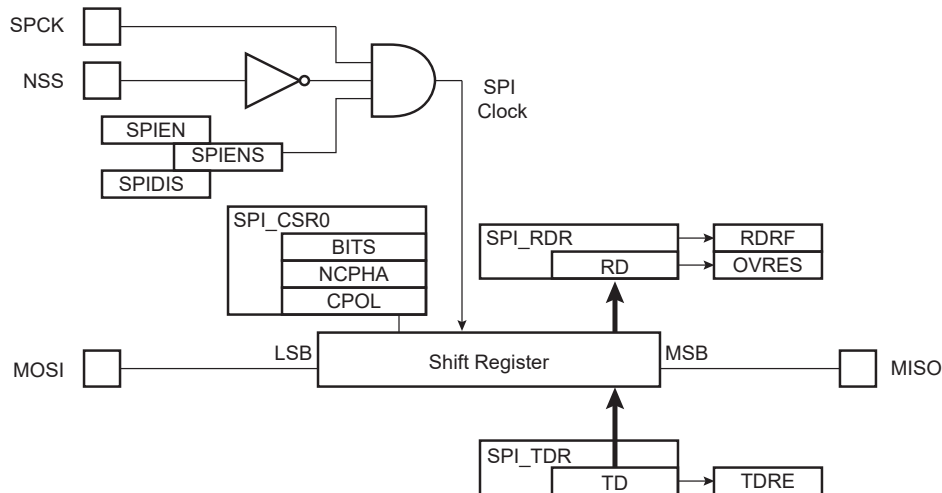 SPCK
NSS
SPI
Clock
SPIEN
SPIENS
SPIDIS
SPI_CSR0
BITS
NCPHA
CPOL
SPI_RDR
RD
RDRF
OVRES
MOSI
LSB
Shift Register
MSB
MISO
SPI_TDR
TD
TDRE